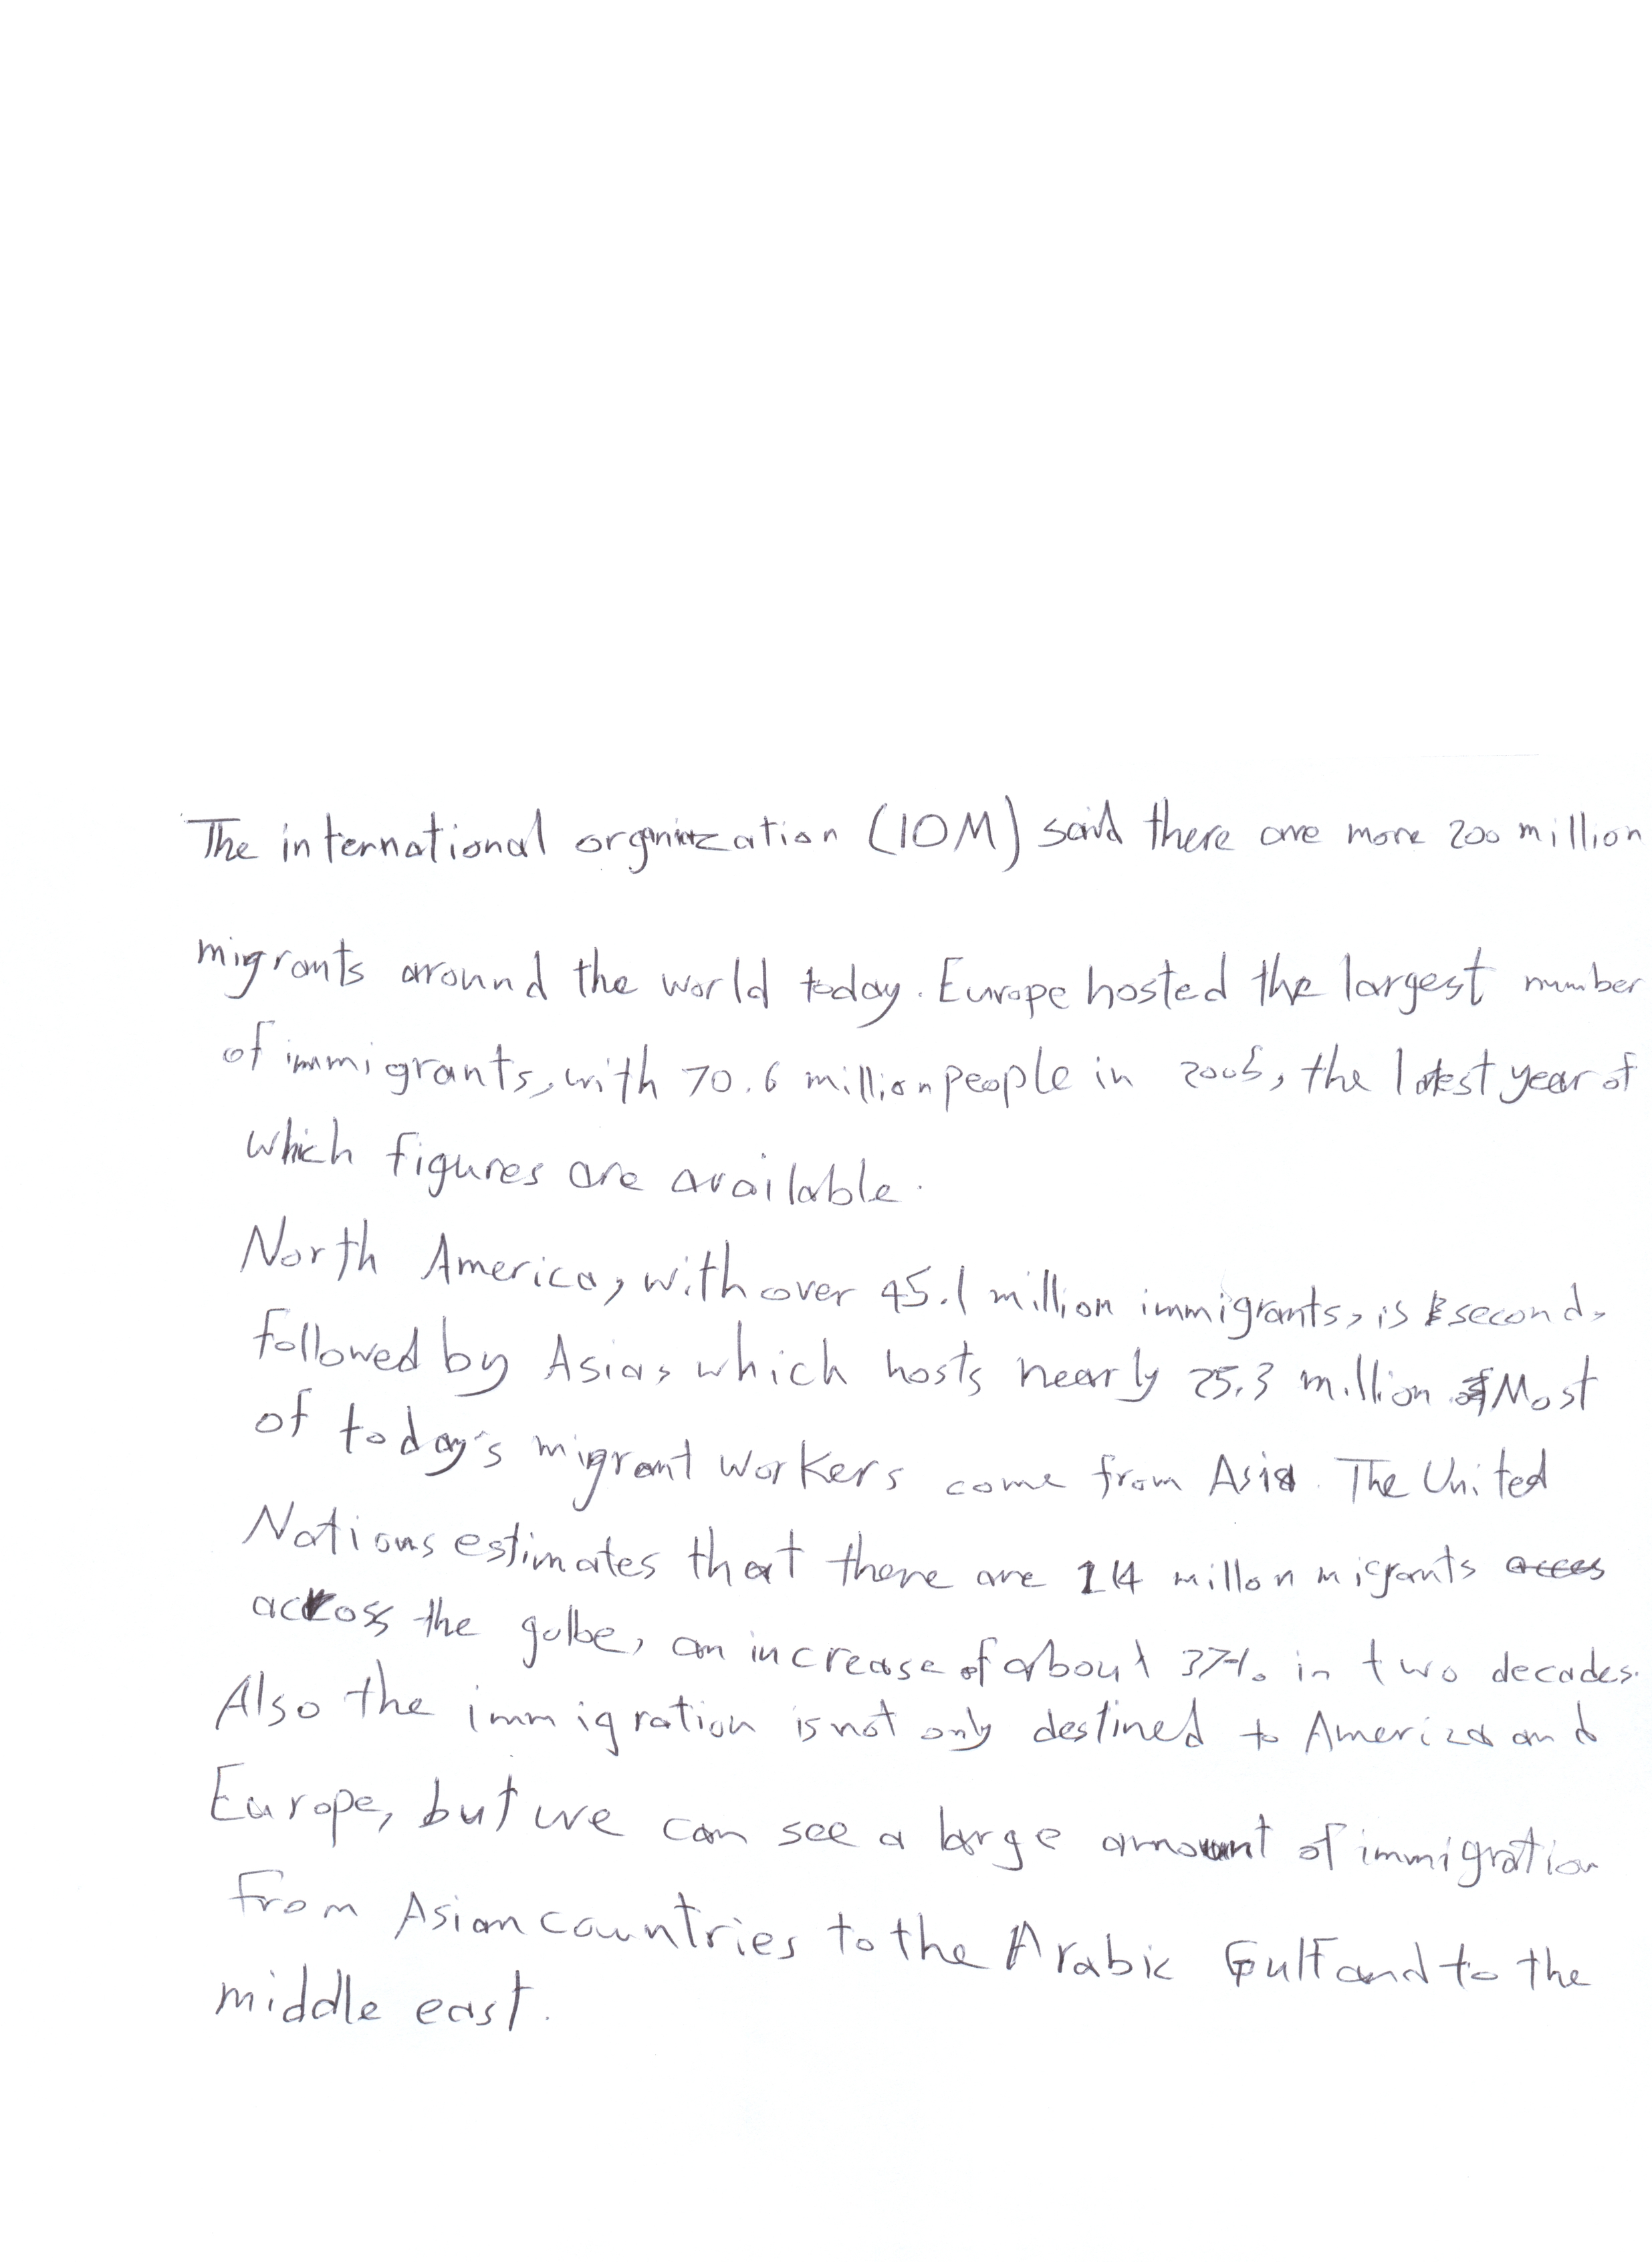 The international orgniazation (IOM) said there are more 200 million
migrants around the world today. Europe hosted the largest number
of immigrants, with 70.6 million people in 2005, the latest year of
which figures are available.
North America, with over 45.1 million immigrants, is second,
followed by Asia, which hosts nearly 25.3 million. Most
of today's migrant workers come from Asia. The United
Nations estimates that there are 214 millon migrants
across the golbe, an increase of about 37% in two decades.
Also the immigration is not only destined to America and
Europe, but we can see a large amount of immigration
from Asian countries to the Arabic Gulf and to the
middle east.